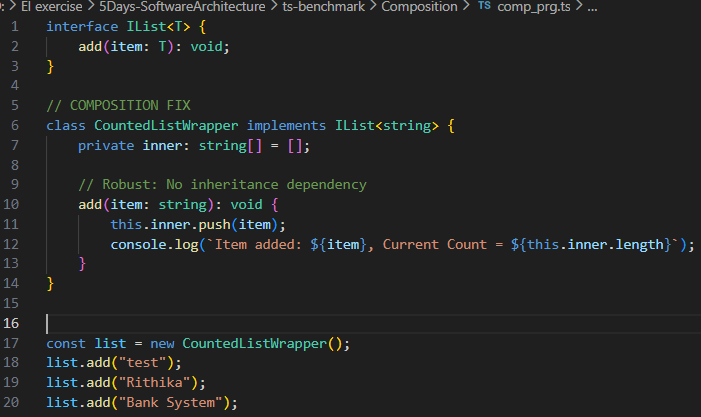 : > EI exercise > 5Days-SoftwareArchitecture > ts-benchmark > Composition > TS comp_prg.ts > ...
1 interface IList<T> {
2     add(item: T): void;
3 }
4
5 // COMPOSITION FIX
6 class CountedListWrapper implements IList<string> {
7     private inner: string[] = [];
8
9     // Robust: No inheritance dependency
10     add(item: string): void {
11         this.inner.push(item);
12         console.log(`Item added: ${item}, Current Count = ${this.inner.length}`);
13     }
14 }
15
16
17 const list = new CountedListWrapper();
18 list.add("test");
19 list.add("Rithika");
20 list.add("Bank System");